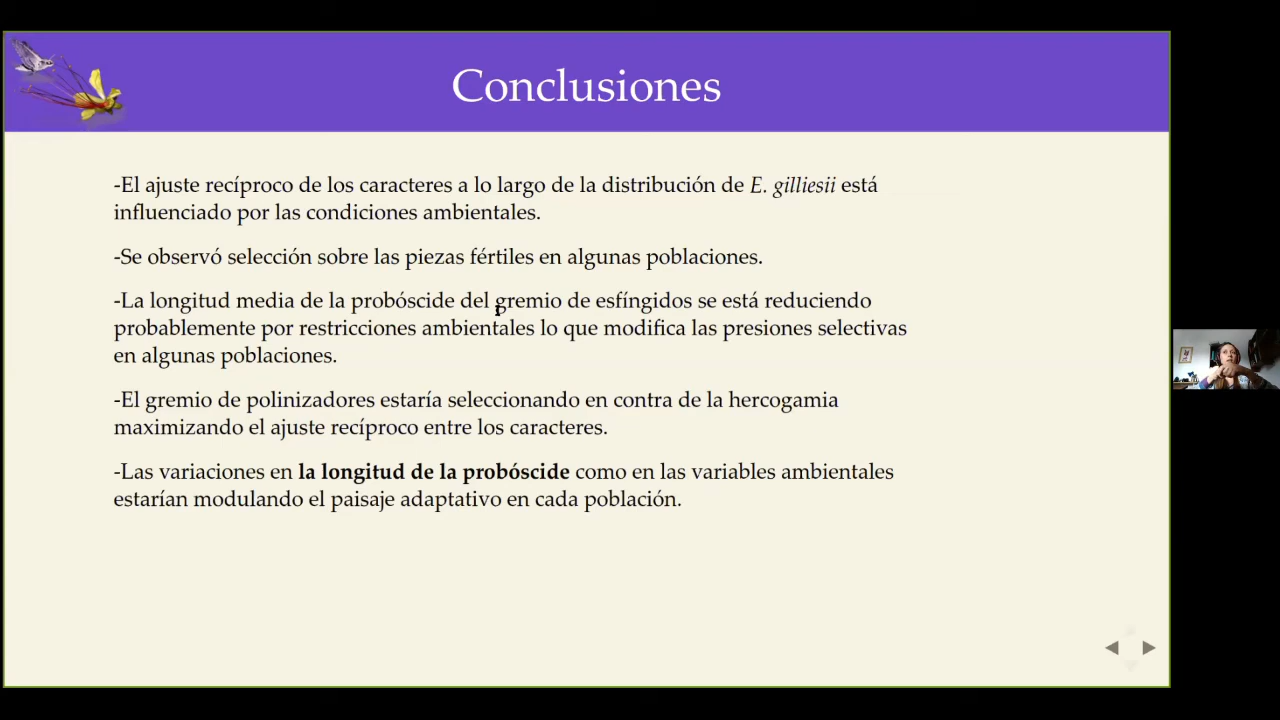 Conclusiones
-El ajuste recíproco de los caracteres a lo largo de la distribución de E. gilliesii está
influenciado por las condiciones ambientales.
-Se observó selección sobre las piezas fértiles en algunas poblaciones.
-La longitud media de la probóscide del gremio de esfíngidos se está reduciendo
probablemente por restricciones ambientales lo que modifica las presiones selectivas
en algunas poblaciones.
-El gremio de polinizadores estaría seleccionando en contra de la hercogamia
maximizando el ajuste recíproco entre los caracteres.
-Las variaciones en la longitud de la probóscide como en las variables ambientales
estarían modulando el paisaje adaptativo en cada población.